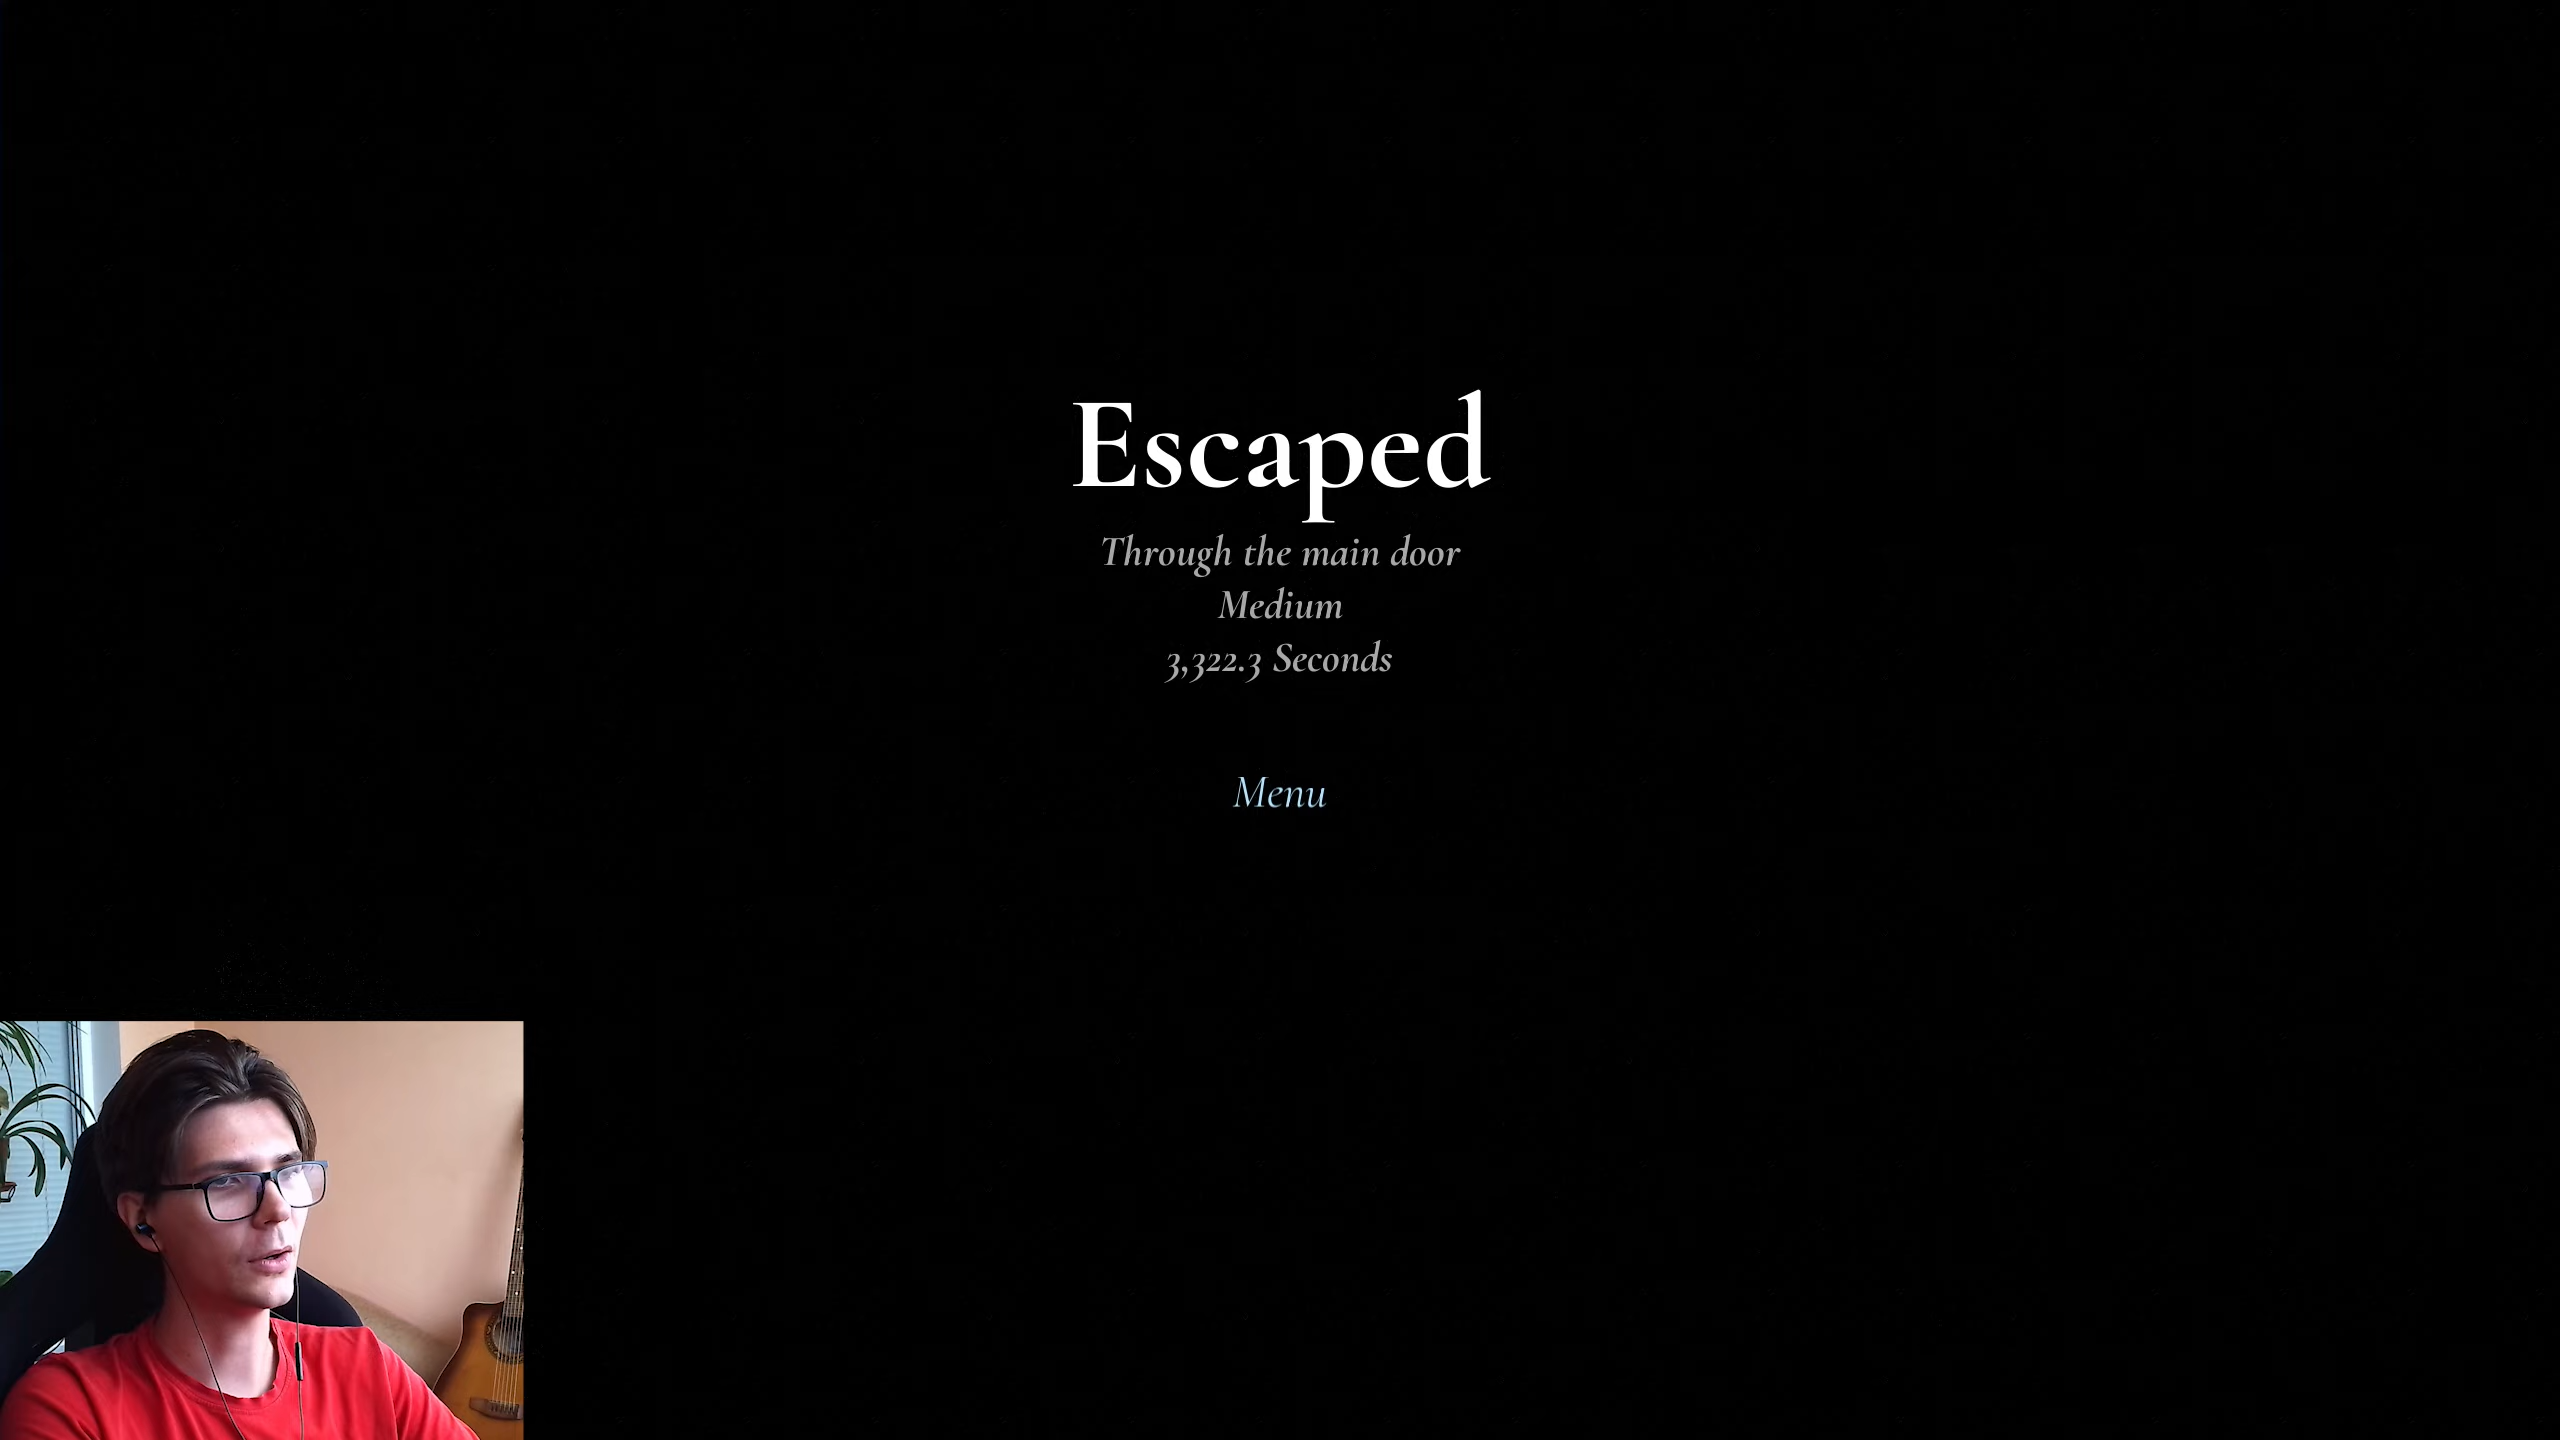 Escaped
Through the main door
Medium
3,322.3 Seconds
Menu